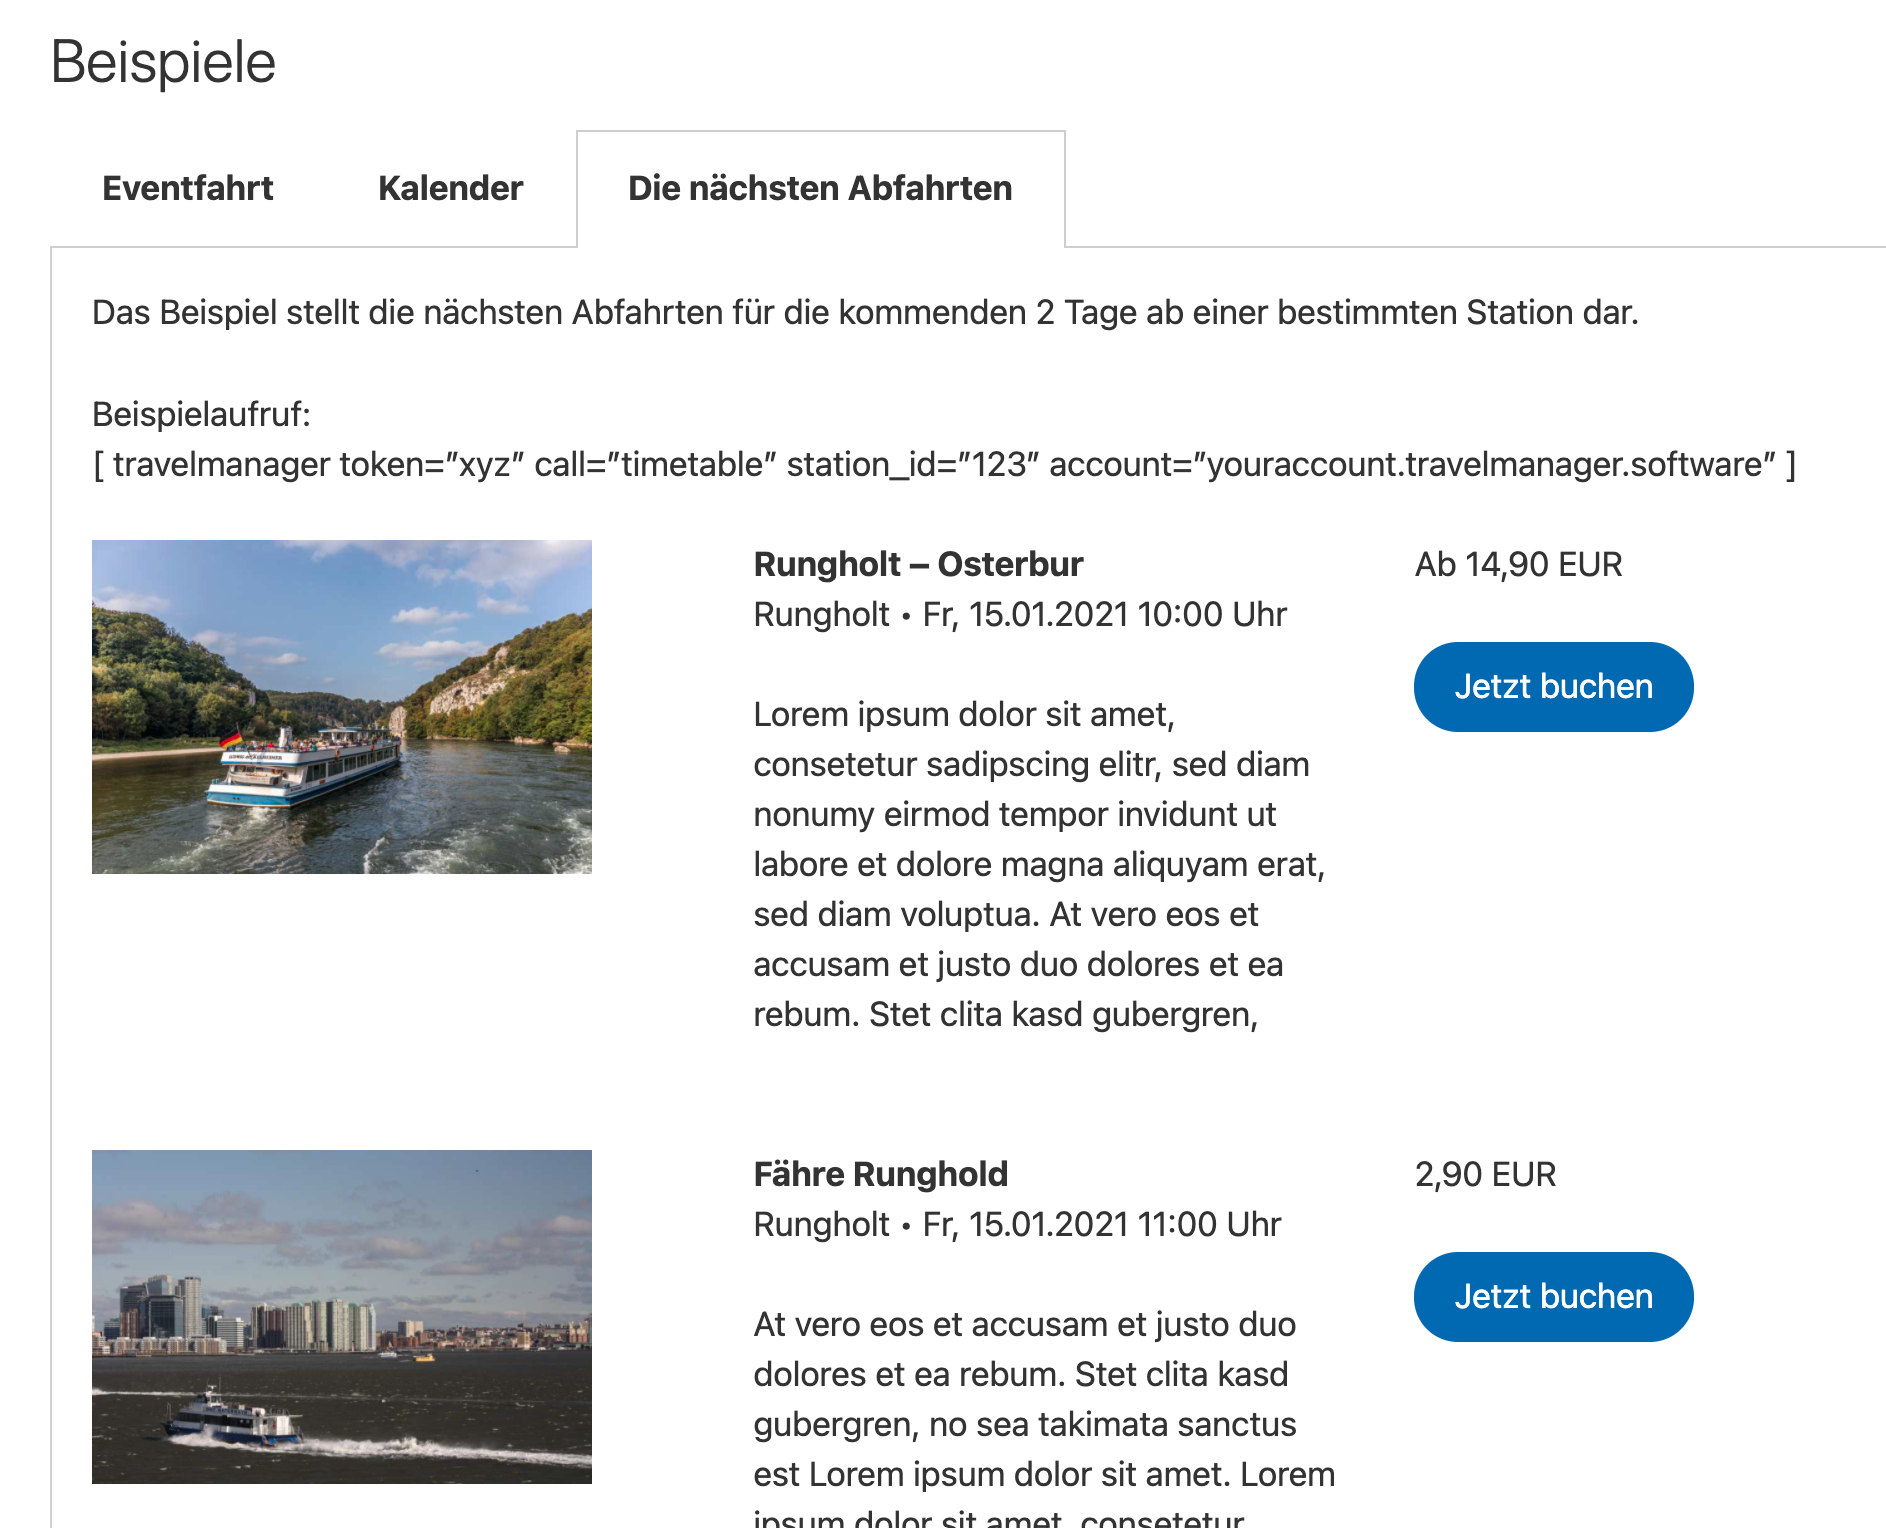 Beispiele
Eventfahrt
Kalender
Die nächsten Abfahrten
Das Beispiel stellt die nächsten Abfahrten für die kommenden 2 Tage ab einer bestimmten Station dar.
Beispielaufruf:
[ travelmanager token=”xyz” call=”timetable” station_id=”123” account=”youraccount.travelmanager.software” ]
Rungholt – Osterbur
Rungholt • Fr, 15.01.2021 10:00 Uhr
Lorem ipsum dolor sit amet,
consetetur sadipscing elitr, sed diam
nonumy eirmod tempor invidunt ut
labore et dolore magna aliquyam erat,
sed diam voluptua. At vero eos et
accusam et justo duo dolores et ea
rebum. Stet clita kasd gubergren,
Ab 14,90 EUR
Jetzt buchen
Fähre Runghold
Rungholt • Fr, 15.01.2021 11:00 Uhr
At vero eos et accusam et justo duo
dolores et ea rebum. Stet clita kasd
gubergren, no sea takimata sanctus
est Lorem ipsum dolor sit amet. Lorem
ipsum dolor sit amet, consetetur
2,90 EUR
Jetzt buchen